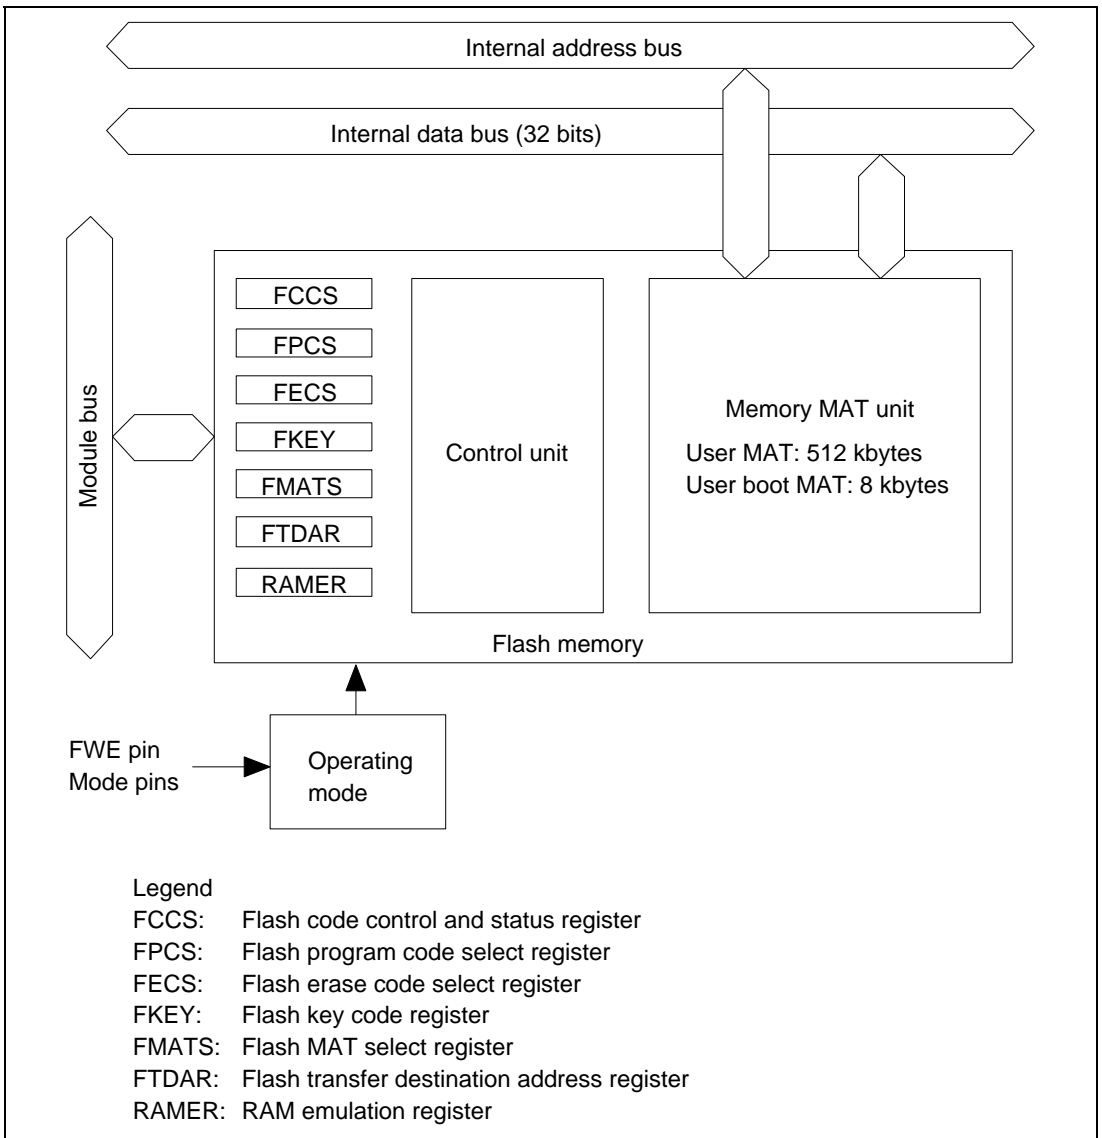 Internal address bus
Internal data bus (32 bits)
Module bus
FCCS
FPCS
FECS
FKEY
FMATS
FTDAR
RAMER
Control unit
Memory MAT unit
User MAT: 512 kbytes
User boot MAT: 8 kbytes
Flash memory
FWE pin
Mode pins
Operating
mode
Legend
FCCS: Flash code control and status register
FPCS: Flash program code select register
FECS: Flash erase code select register
FKEY: Flash key code register
FMATS: Flash MAT select register
FTDAR: Flash transfer destination address register
RAMER: RAM emulation register